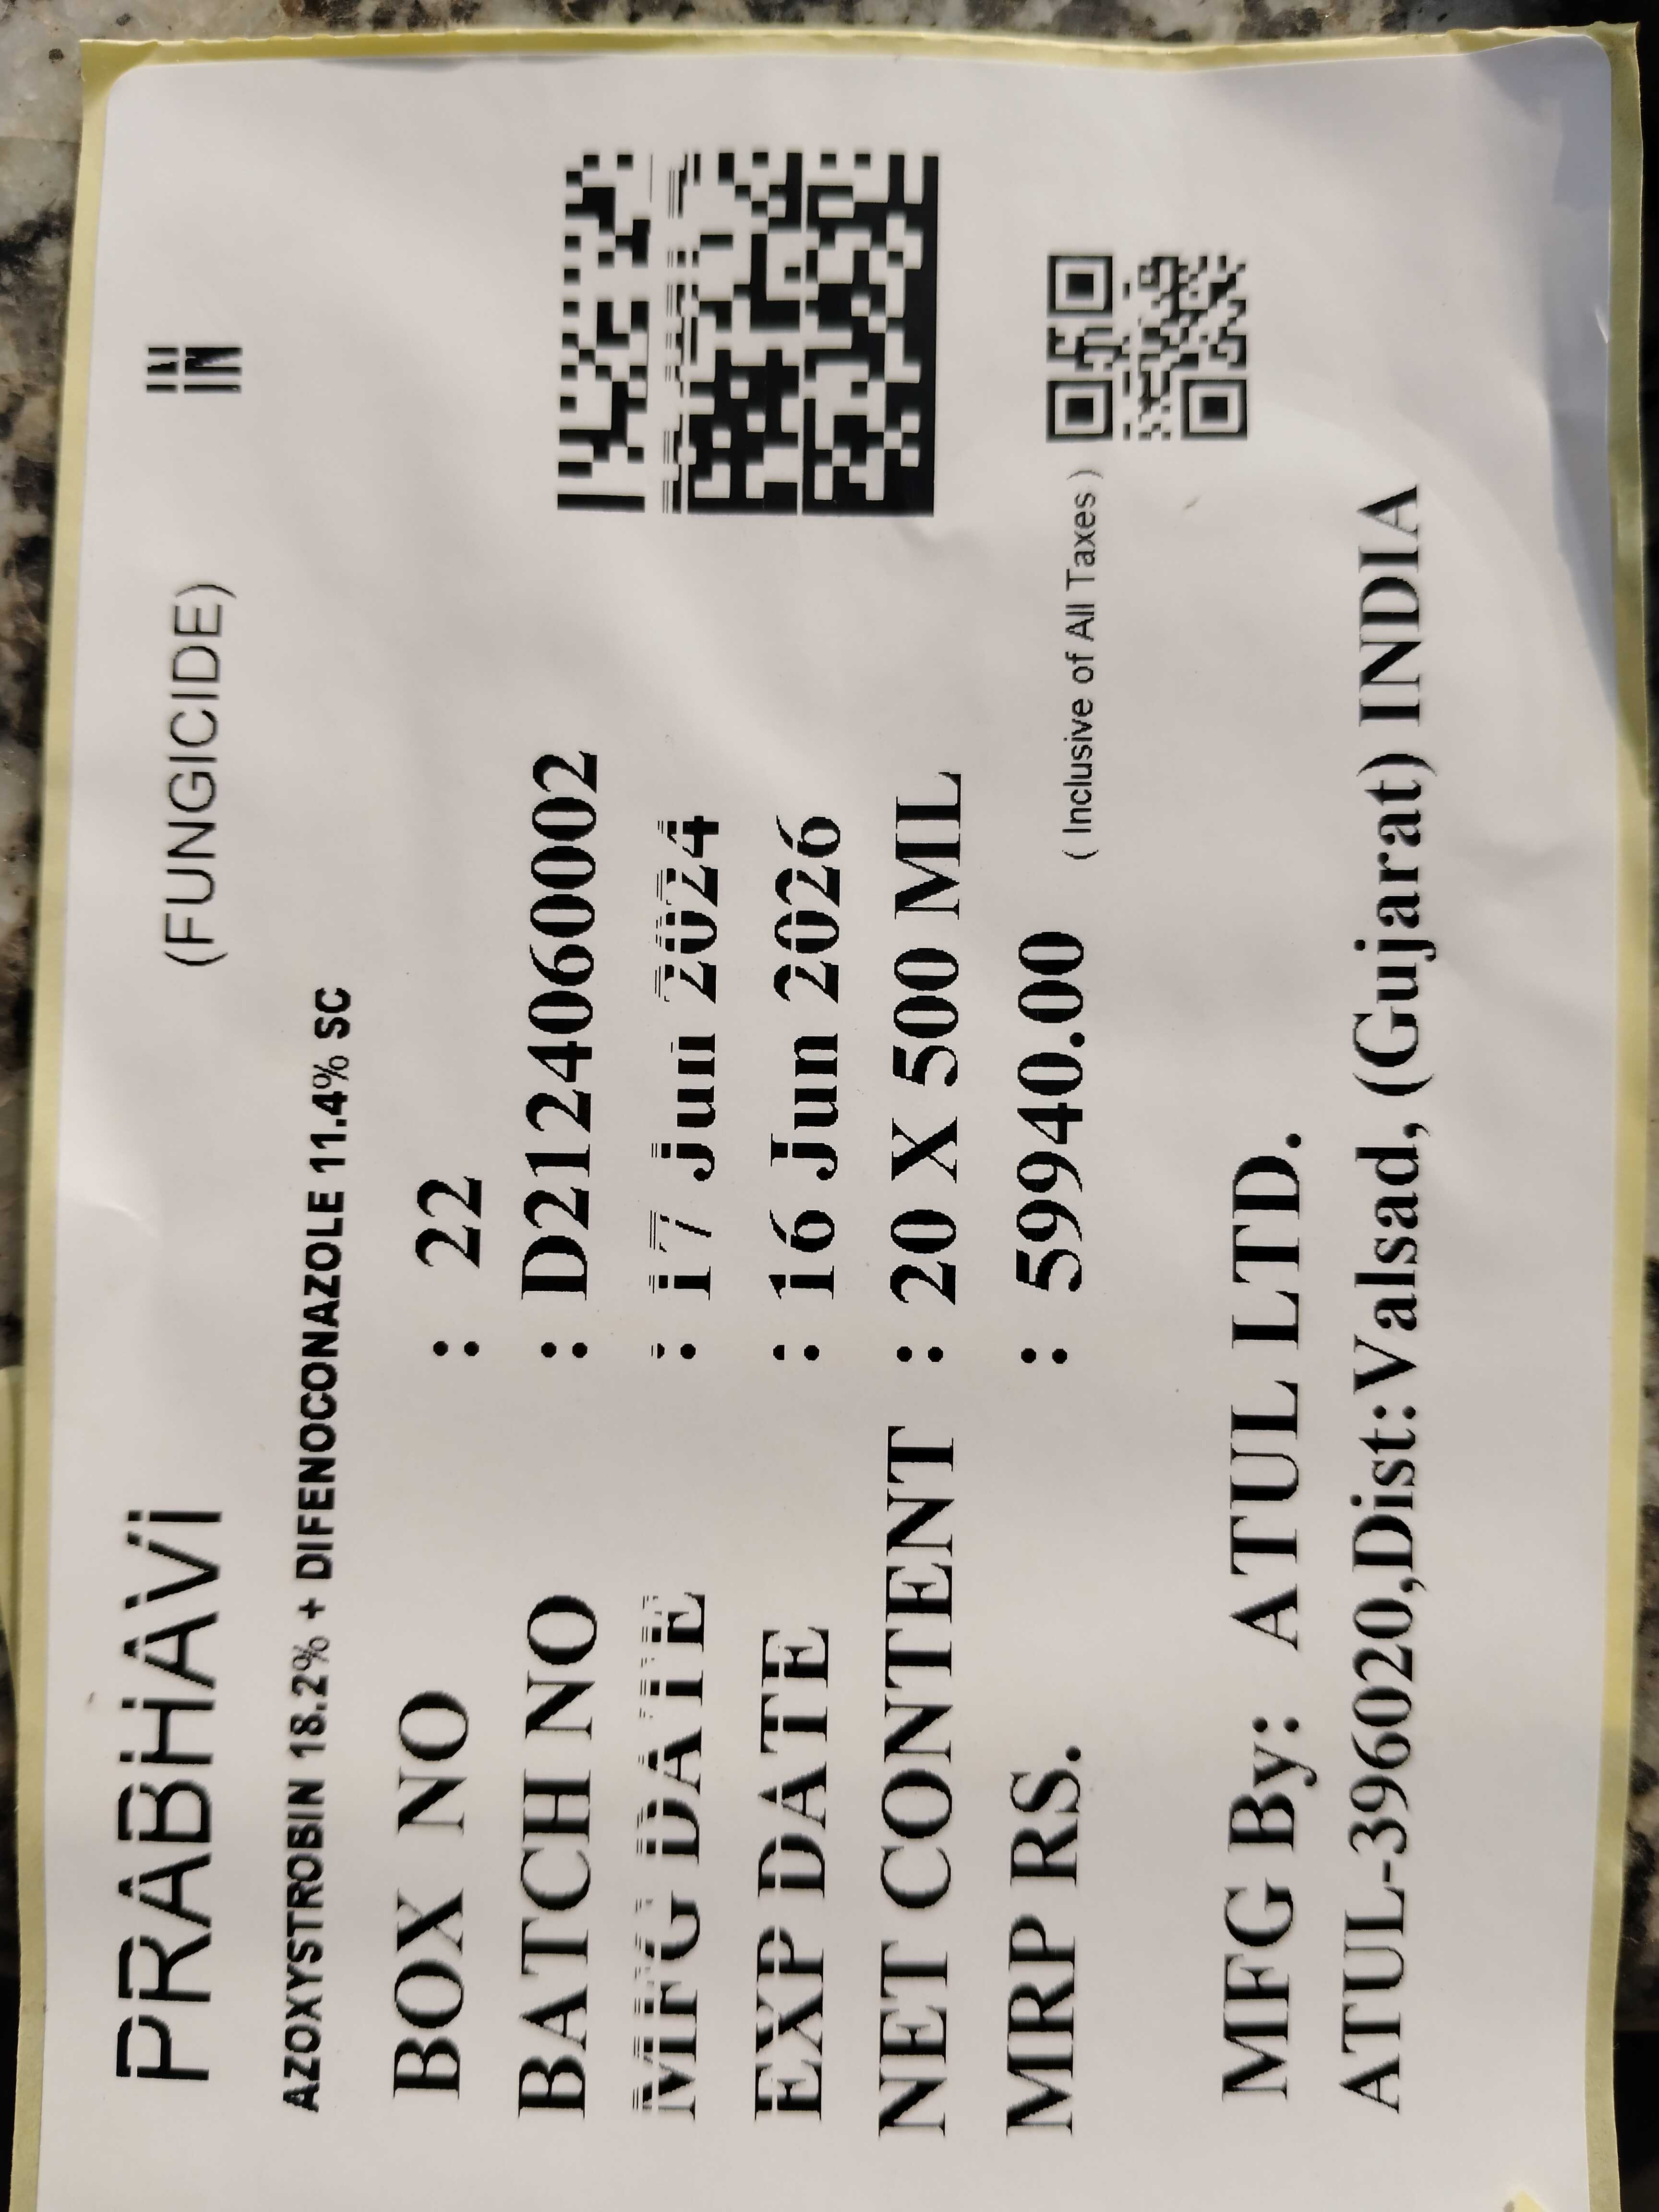 PRABHAVI (FUNGICIDE) IN
AZOXYSTROBIN 18.2% + DIFENOCONAZOLE 11.4% SC
BOX NO : 22
BATCH NO : D212406002
MFG DATE : 17 Jun 2024
EXP DATE : 16 Jun 2026
NET CONTENT : 20 X 500 ML
MRP RS. : 59940.00 ( Inclusive of All Taxes )
MFG By: ATUL LTD.
ATUL-396020,Dist:Valsad, (Gujarat) INDIA